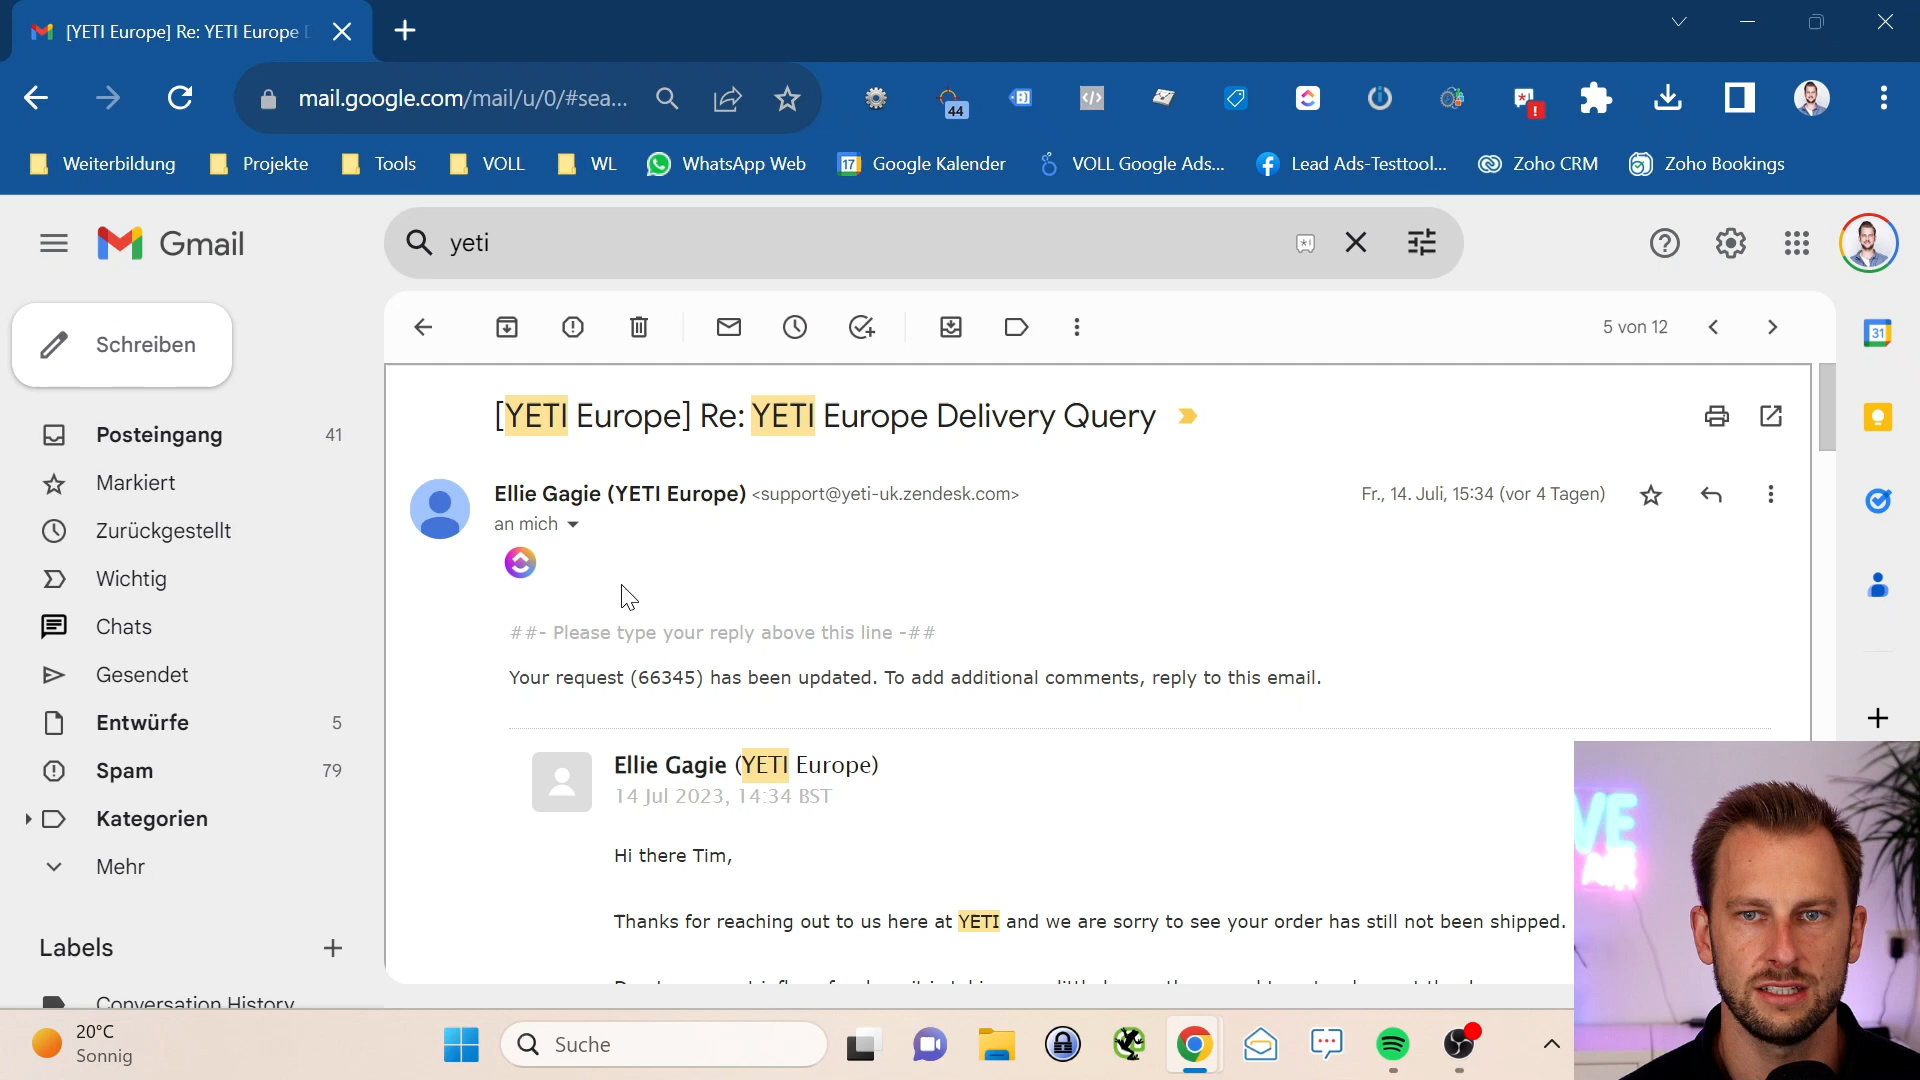 [YETI Europe] Re: YETI Europe
mail.google.com/mail/u/0/#sea...
44
Weiterbildung
Projekte
Tools
VOLL
WL
WhatsApp Web
17
Google Kalender
VOLL Google Ads...
Lead Ads-Testtool...
Zoho CRM
Zoho Bookings
Gmail
yeti
Schreiben
5 von 12
31
[YETI Europe] Re: YETI Europe Delivery Query
Posteingang 41
Markiert
Zurückgestellt
Wichtig
Chats
Gesendet
Entwürfe 5
Spam 79
Kategorien
Mehr
Labels
Conversation History
Ellie Gagie (YETI Europe) <support@yeti-uk.zendesk.com>
Fr., 14. Juli, 15:34 (vor 4 Tagen)
an mich
##- Please type your reply above this line -##
Your request (66345) has been updated. To add additional comments, reply to this email.
Ellie Gagie (YETI Europe)
14 Jul 2023, 14:34 BST
Hi there Tim,
Thanks for reaching out to us here at YETI and we are sorry to see your order has still not been shipped.
20°C
Sonnig
Suche